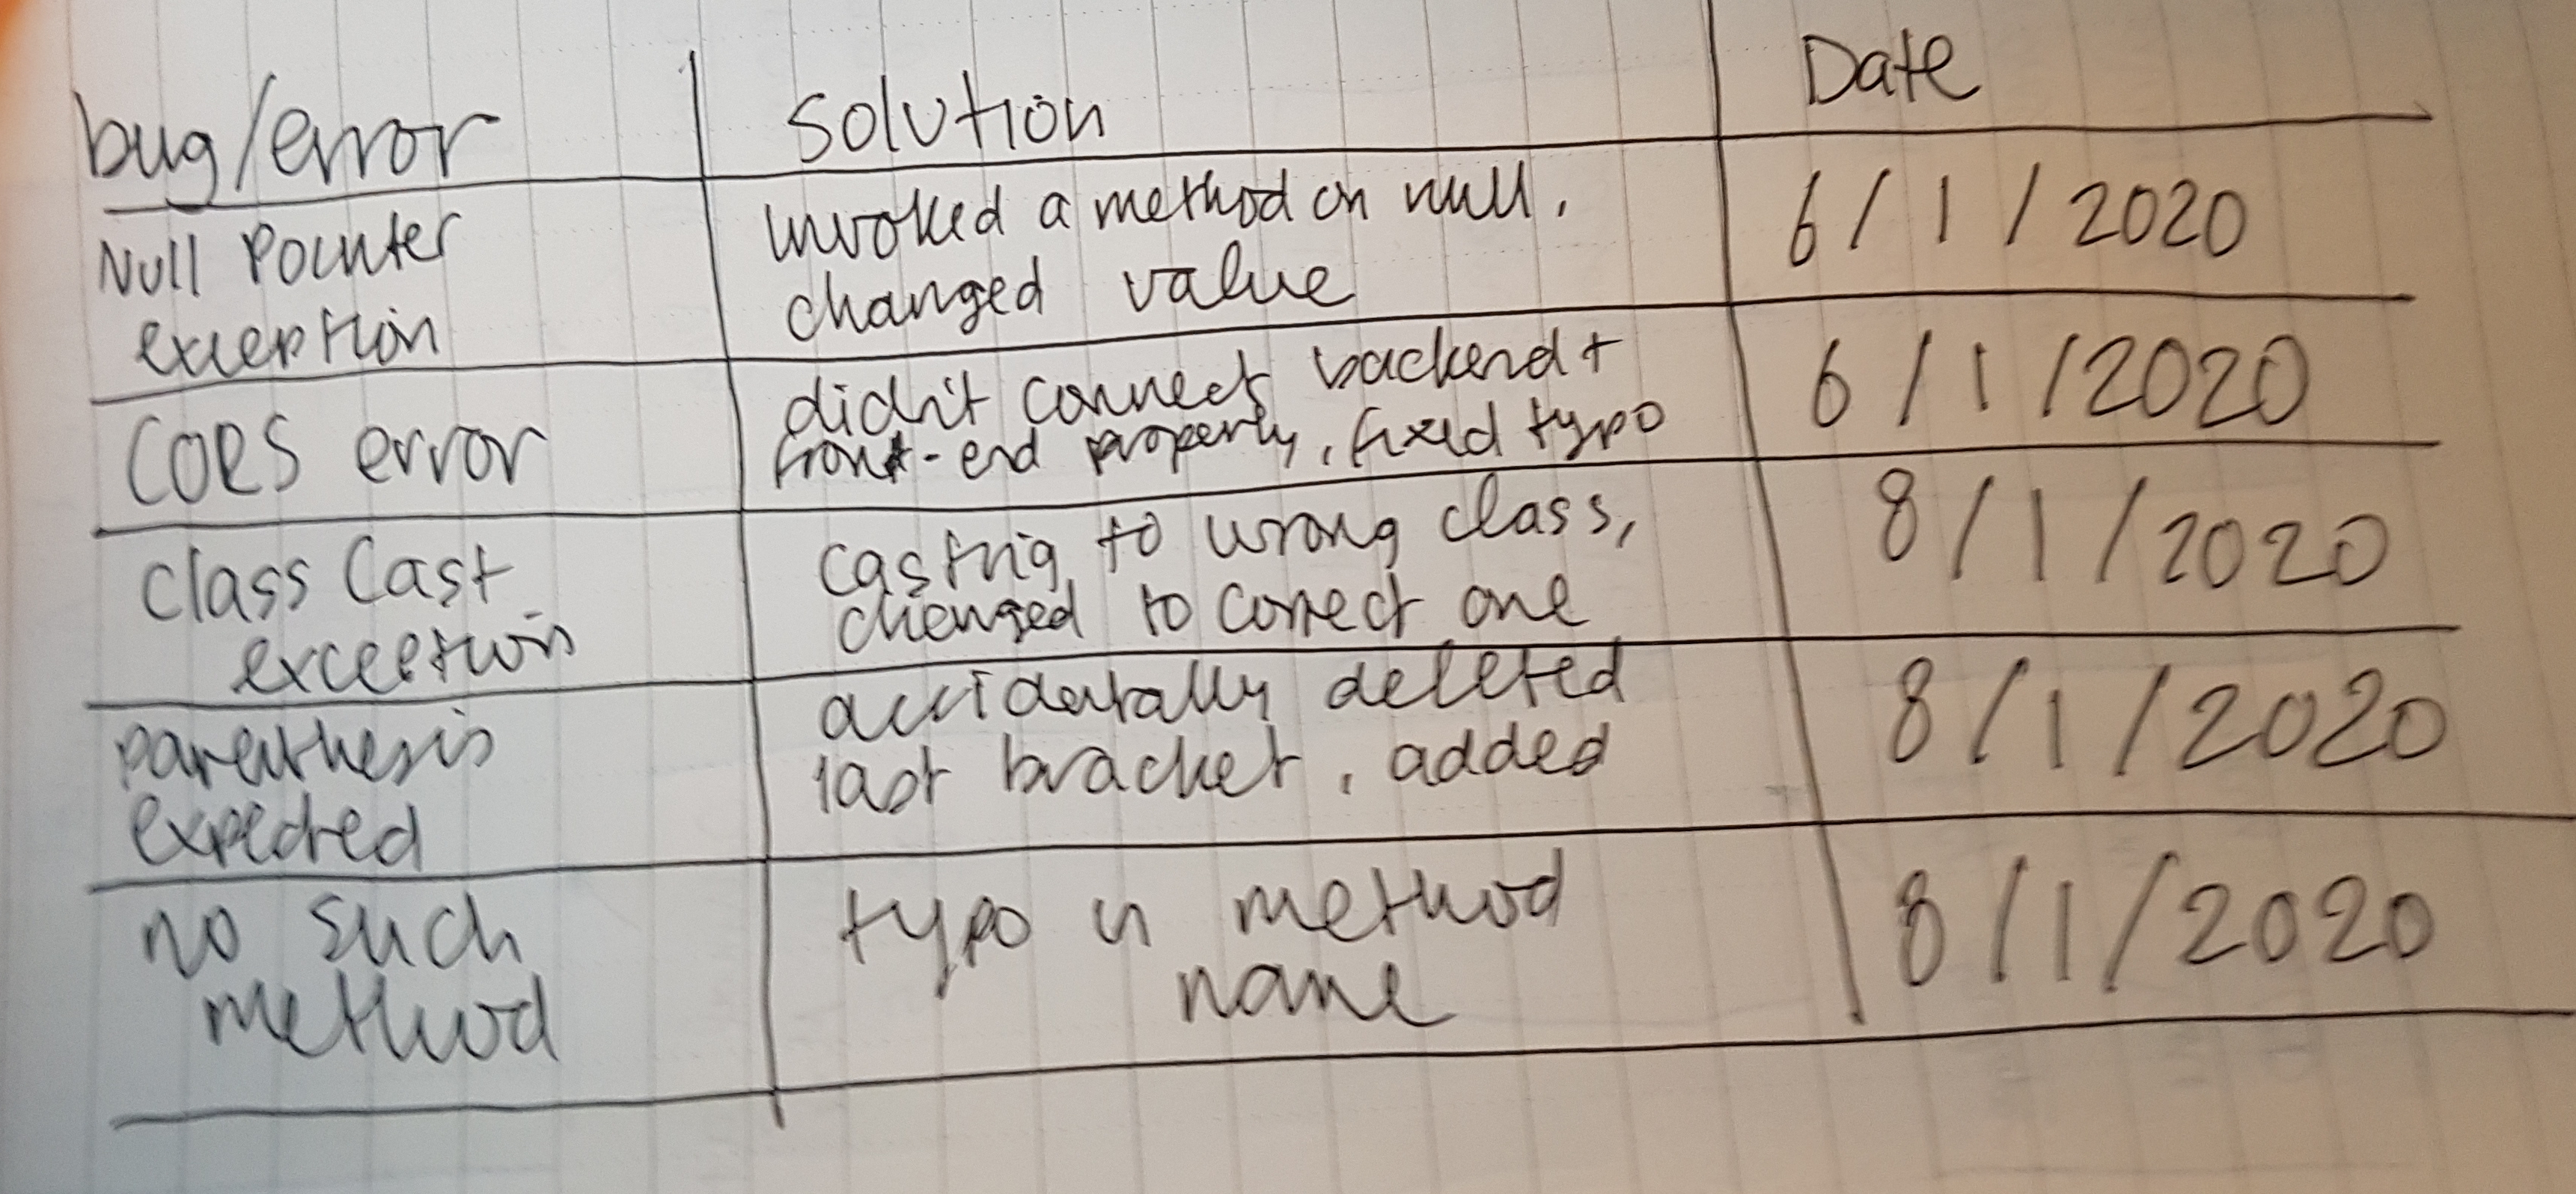 bug/error
Solution
Date
Null Pointer
exception
invoked a method on null.
changed value
6/1/2020
CORS error
didn't connect backend +
front-end properly, fixed typo
6/1/2020
Class Cast
exception
casting to wrong class,
changed to correct one
8/1/2020
parenthesis
expected
accidentally deleted
last bracket, added
8/1/2020
no such
method
typo in method
name
8/1/2020